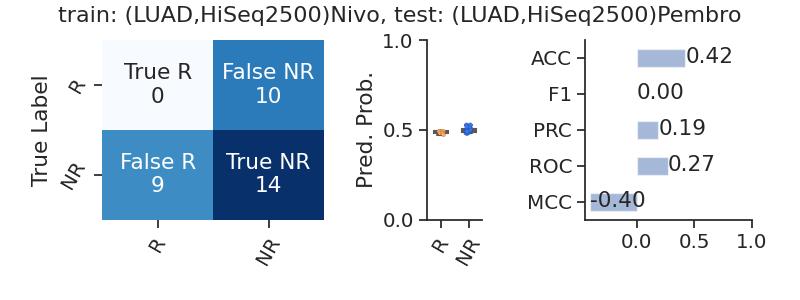 train: (LUAD,HiSeq2500)Nivo, test: (LUAD,HiSeq2500)Pembro
True Label
R
NR
True R
0
False NR
10
False R
9
True NR
14
R
NR
Pred. Prob.
1.0
0.5
0.0
R
NR
ACC
0.42
F1
0.00
PRC
0.19
ROC
0.27
MCC
-0.40
0.0
0.5
1.0